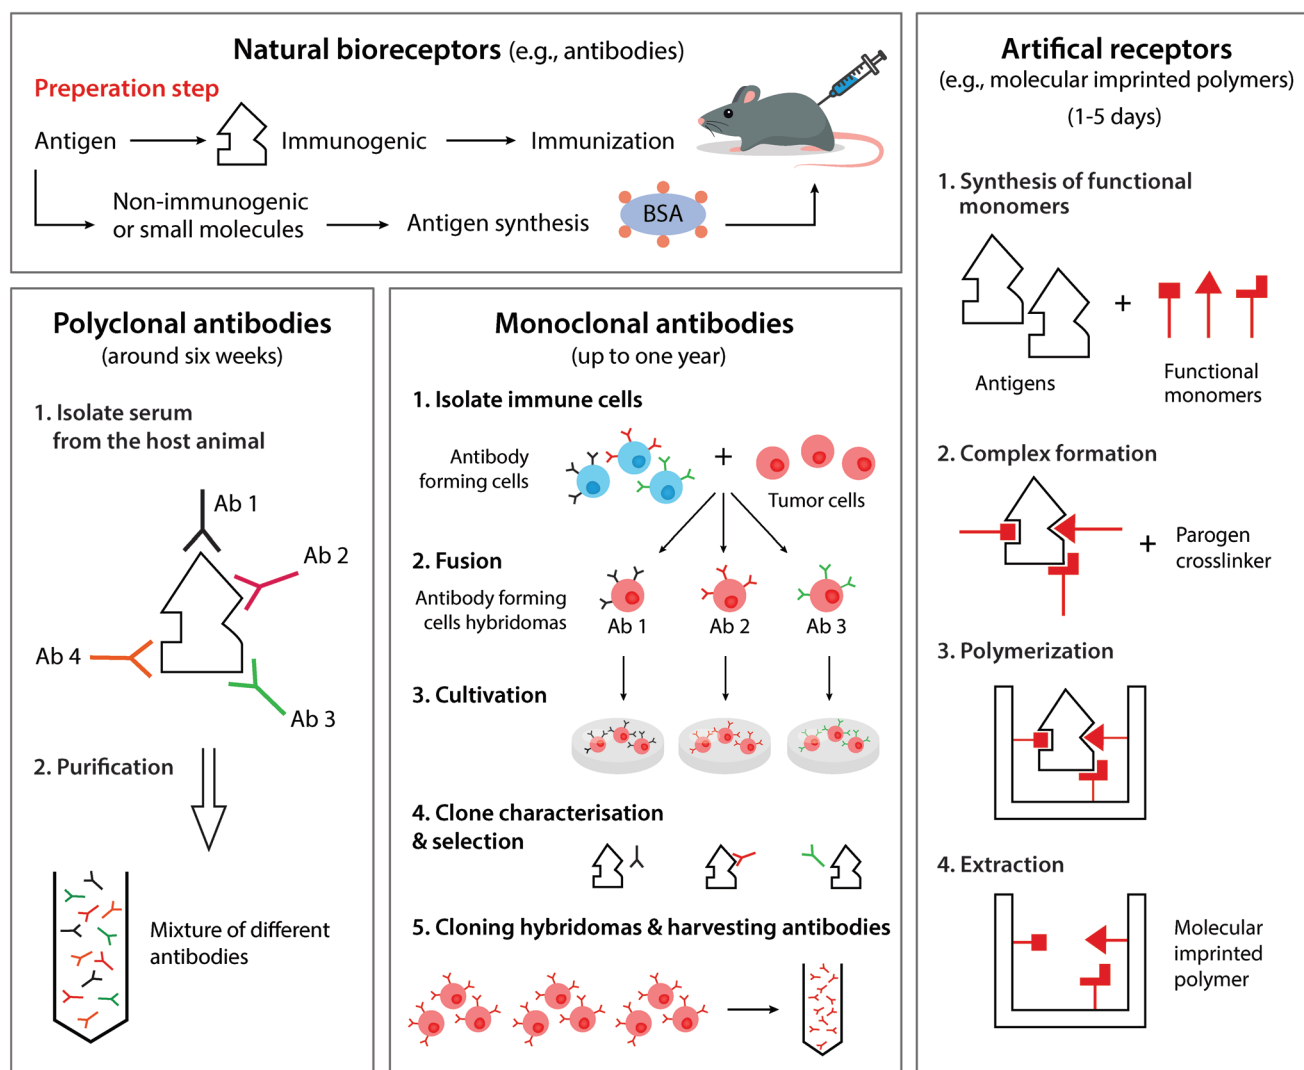 Natural bioreceptors (e.g., antibodies)
Preperation step
Antigen
Immunogenic
Immunization
Non-immunogenic
or small molecules
Antigen synthesis
BSA
Polyclonal antibodies
(around six weeks)
1. Isolate serum
from the host animal
Ab 1
Ab 2
Ab 4
Ab 3
2. Purification
Mixture of different
antibodies
Monoclonal antibodies
(up to one year)
1. Isolate immune cells
Antibody
forming cells
+
Tumor cells
2. Fusion
Antibody forming
cells hybridomas
Ab 1
Ab 2
Ab 3
3. Cultivation
4. Clone characterisation
& selection
5. Cloning hybridomas & harvesting antibodies
Artifical receptors
(e.g., molecular imprinted polymers)
(1-5 days)
1. Synthesis of functional
monomers
+
Antigens
Functional
monomers
2. Complex formation
+
Parogen
crosslinker
3. Polymerization
4. Extraction
Molecular
imprinted
polymer